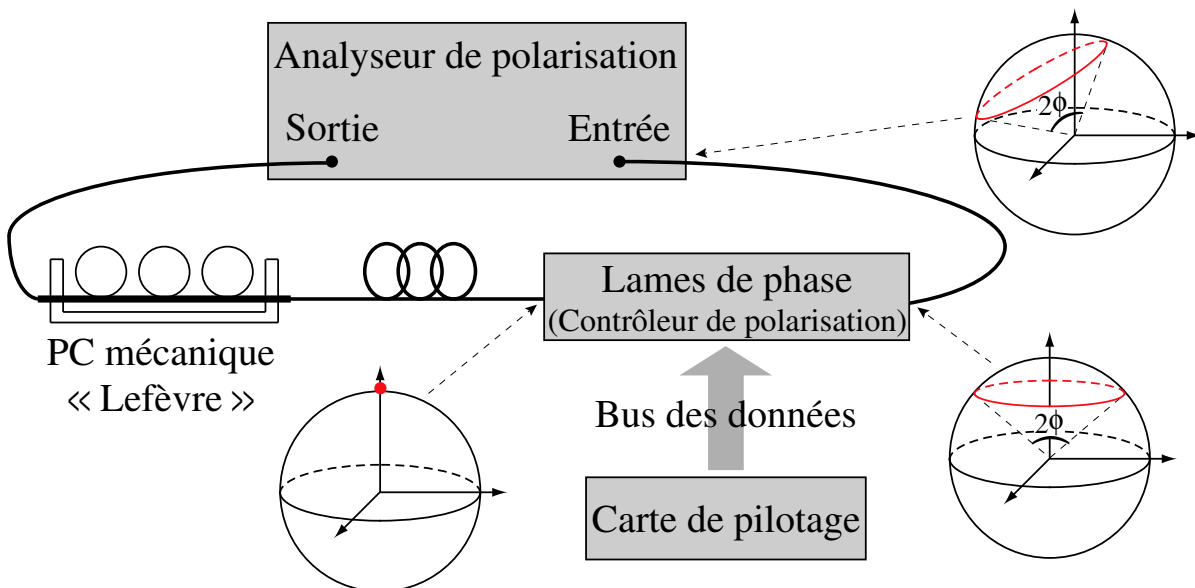 Analyseur de polarisation
Sortie
Entrée
2ϕ
Lames de phase
(Contrôleur de polarisation)
PC mécanique
« Lefèvre »
Bus des données
2ϕ
Carte de pilotage